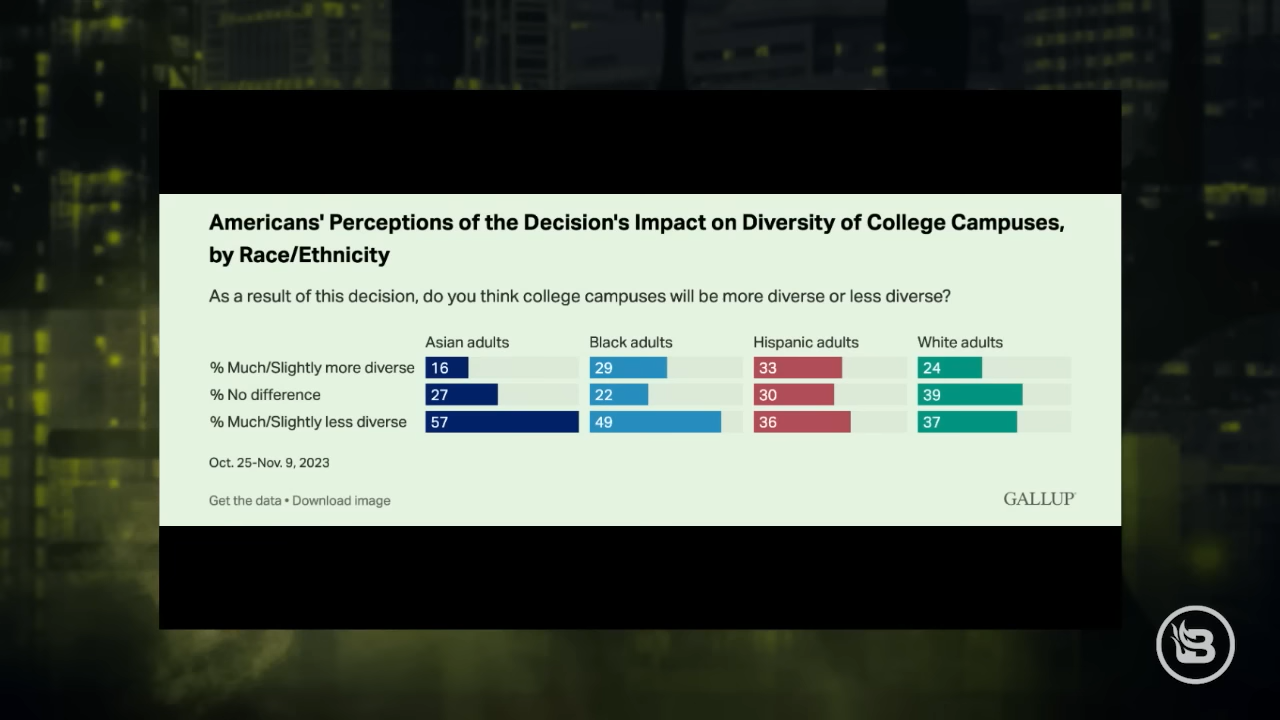 Americans' Perceptions of the Decision's Impact on Diversity of College Campuses,
by Race/Ethnicity
As a result of this decision, do you think college campuses will be more diverse or less diverse?
Asian adults Black adults Hispanic adults White adults
% Much/Slightly more diverse 16 29 33 24
% No difference 27 22 30 39
% Much/Slightly less diverse 57 49 36 37
Oct. 25-Nov. 9, 2023
Get the data • Download image GALLUP
B